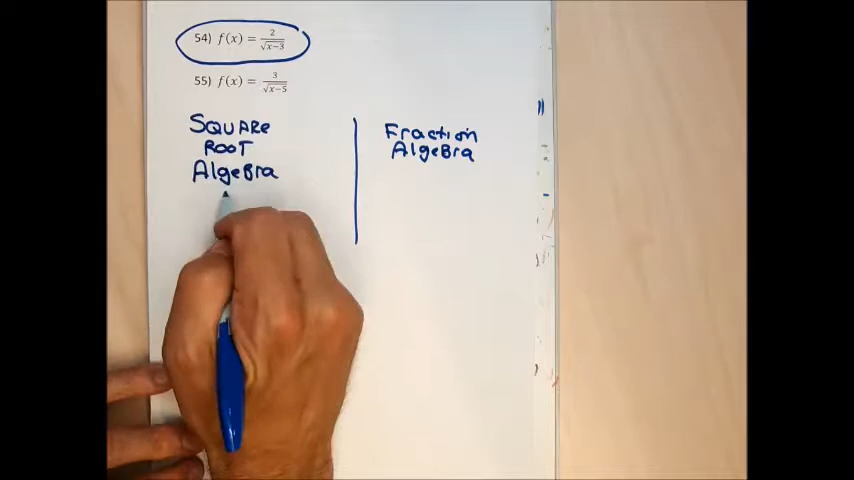 54) f(x) = 2/√x−3
55) f(x) = 3/√x−5
SQUARE
ROOT
AlgeBra
Fraction
AlgeBra